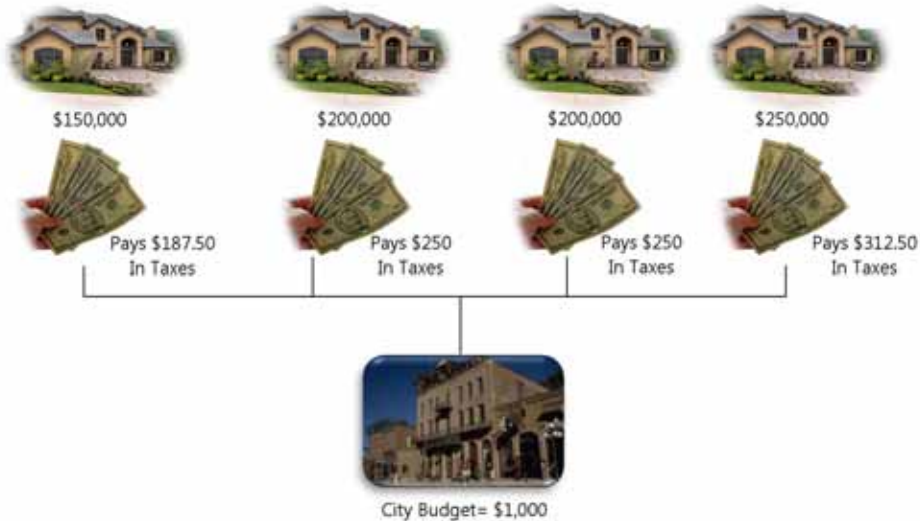 $150,000
$200,000
$200,000
$250,000
Pays $187.50
In Taxes
Pays $250
In Taxes
Pays $250
In Taxes
Pays $312.50
In Taxes
City Budget= $1,000